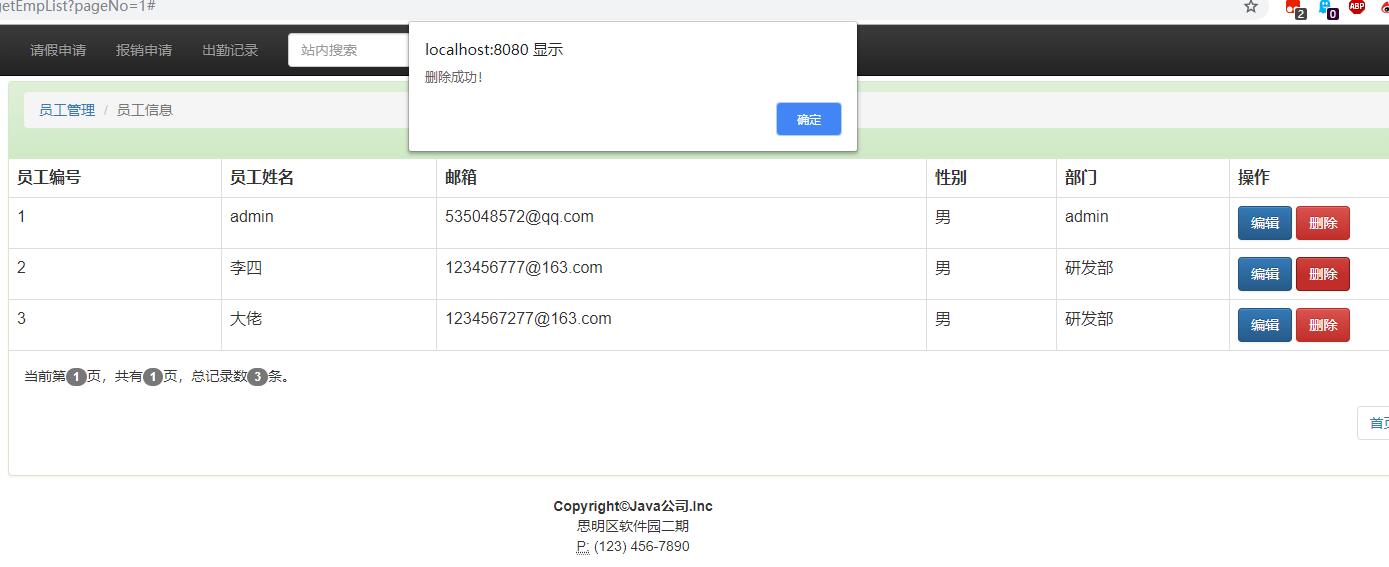 getEmpList?pageNo=1#
2 0 ABP
请假申请 报销申请 出勤记录 站内搜索
localhost:8080 显示
删除成功!
确定
员工管理 / 员工信息
员工编号 员工姓名 邮箱 性别 部门 操作
1 admin 535048572@qq.com 男 admin 编辑 删除
2 李四 123456777@163.com 男 研发部 编辑 删除
3 大佬 1234567277@163.com 男 研发部 编辑 删除
当前第1页，共有1页，总记录数3条。
首页
Copyright©Java公司.Inc
思明区软件园二期
P: (123) 456-7890